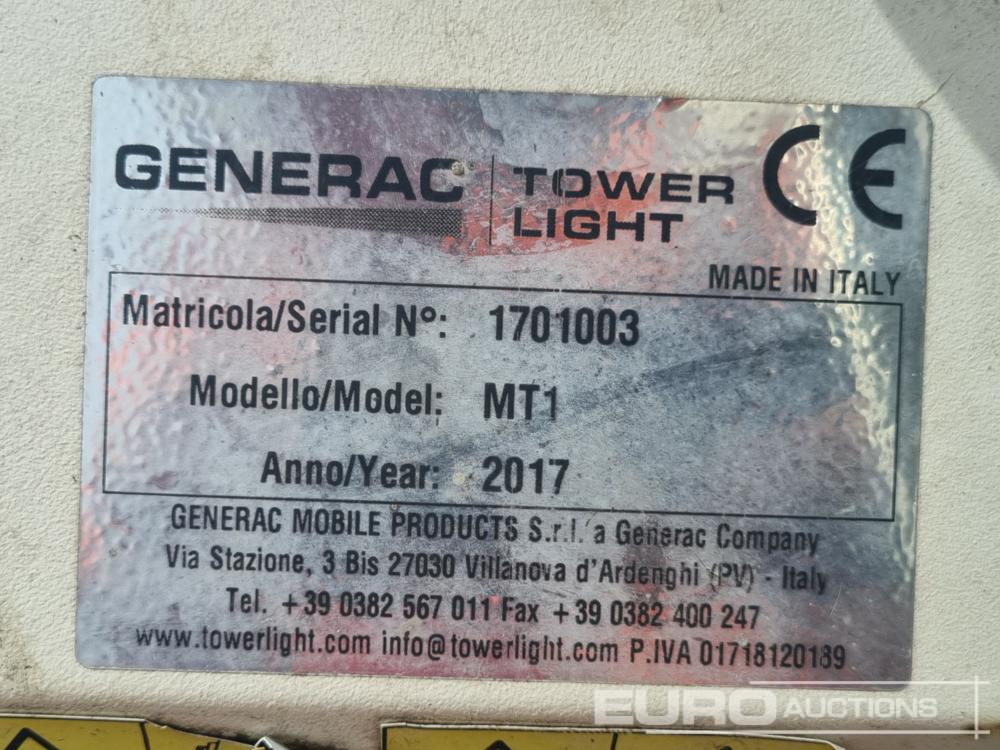 GENERAC
TOWER
LIGHT
CE
MADE IN ITALY
Matricola/Serial N°: 1701003
Modello/Model: MT1
Anno/Year: 2017
GENERAC MOBILE PRODUCTS S.r.l. a Generac Company
Via Stazione, 3 Bis 27030 Villanova d'Ardenghi (PV) - Italy
Tel. +39 0382 567 011 Fax +39 0382 400 247
www.towerlight.com info@towerlight.com P.IVA 01718120189
EURO AUCTIONS